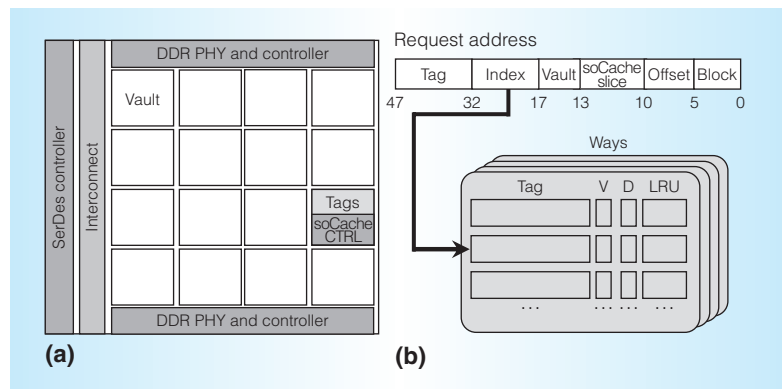 DDR PHY and controller
SerDes controller
Interconnect
Vault
Tags
soCache
CTRL
DDR PHY and controller
(a)
Request address
Tag Index Vault soCache slice Offset Block
47 32 17 13 10 5 0
Ways
Tag V D LRU
... ... ... ...
(b)